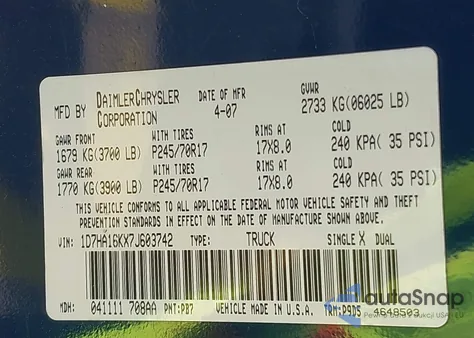 MFD BY DAIMLERCHRYSLER CORPORATION DATE OF MFR 4-07 GVWR 2733 KG(06025 LB)
GAWR FRONT WITH TIRES RIMS AT COLD
1679 KG(3700 LB) P245/70R17 17X8.0 240 KPA( 35 PSI)
GAWR REAR WITH TIRES RIMS AT COLD
1770 KG(3900 LB) P245/70R17 17X8.0 240 KPA( 35 PSI)
THIS VEHICLE CONFORMS TO ALL APPLICABLE FEDERAL MOTOR VEHICLE SAFETY AND THEFT
PREVENTION STANDARDS IN EFFECT ON THE DATE OF MANUFACTURE SHOWN ABOVE.
VIN: 1D7HA16KX7J603742 TYPE: TRUCK SINGLE X DUAL
MDH: 041111 708AA PNT:PB7 VEHICLE MADE IN U.S.A. TRM:P9D5 4648503
autoSnap